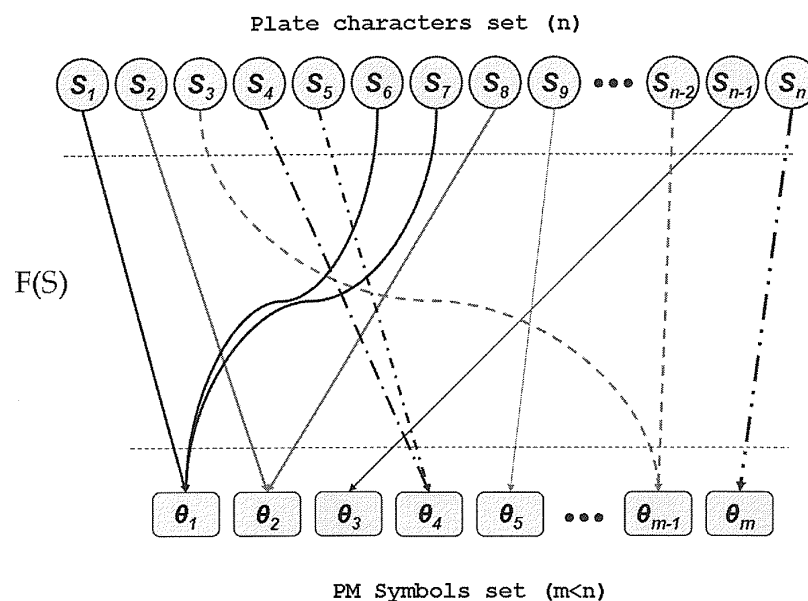 Plate characters set (n)
S1 S2 S3 S4 S5 S6 S7 S8 S9 ••• Sn-2 Sn-1 Sn
F(S)
θ1 θ2 θ3 θ4 θ5 ••• θm-1 θm
PM Symbols set (m<n)